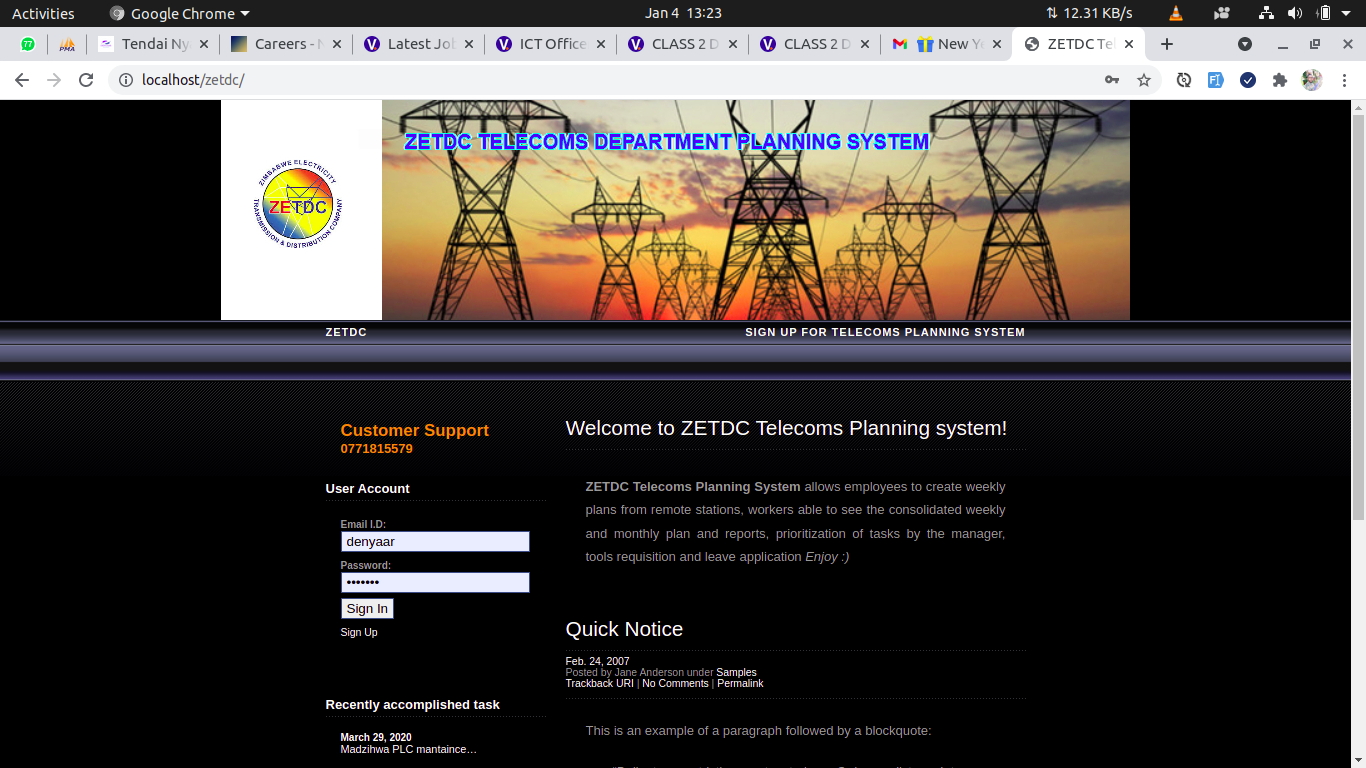 Activities
Google Chrome
Jan 4 13:23
12.31 KB/s
Tendai Ny
Careers - N
Latest Job
ICT Office
CLASS 2 D
CLASS 2 D
New Ye
ZETDC Tel
localhost/zetdc/
ZIMBABWE ELECTRICITY
ZETDC
TRANSMISSION & DISTRIBUTION COMPANY
ZETDC TELECOMS DEPARTMENT PLANNING SYSTEM
ZETDC
SIGN UP FOR TELECOMS PLANNING SYSTEM
Customer Support
0771815579
User Account
Email I.D:
denyaar
Password:
•••••••
Sign In
Sign Up
Recently accomplished task
March 29, 2020
Madzihwa PLC mantaince…
Welcome to ZETDC Telecoms Planning system!
ZETDC Telecoms Planning System allows employees to create weekly
plans from remote stations, workers able to see the consolidated weekly
and monthly plan and reports, prioritization of tasks by the manager,
tools requisition and leave application Enjoy :)
Quick Notice
Feb. 24, 2007
Posted by Jane Anderson under Samples
Trackback URI | No Comments | Permalink
This is an example of a paragraph followed by a blockquote: